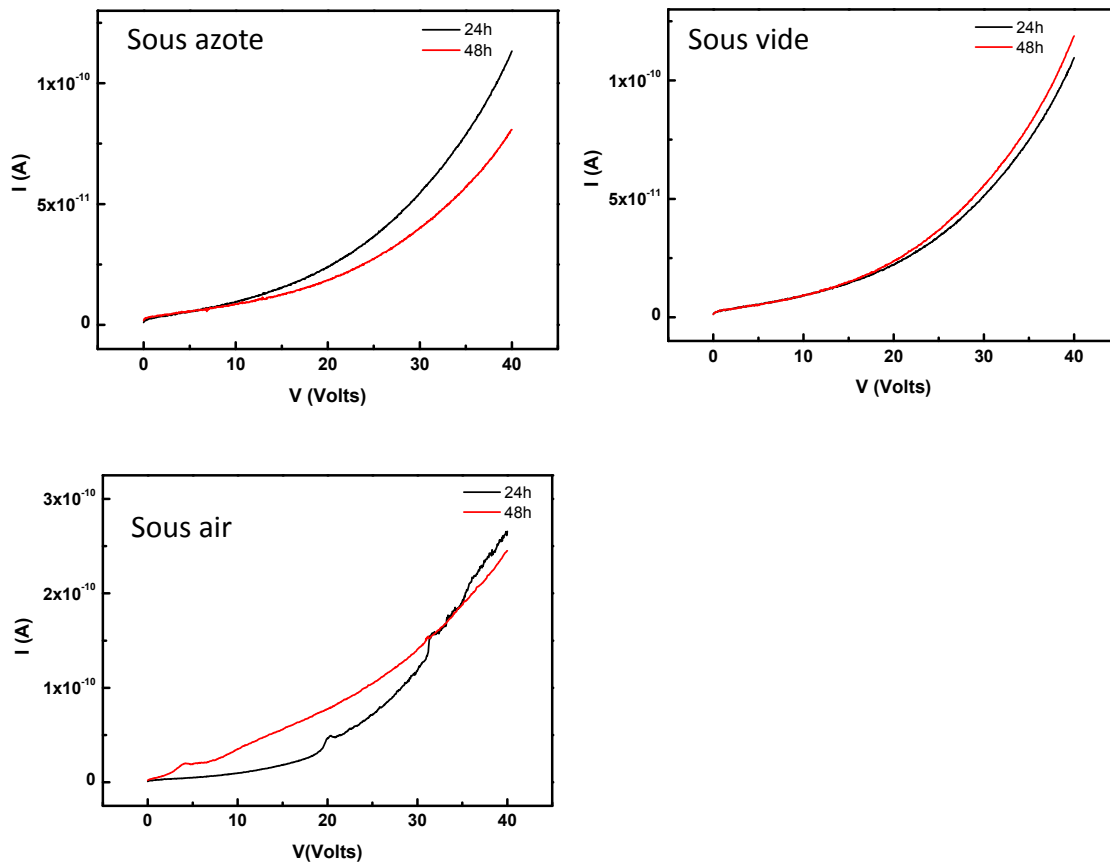 Sous azote
24h
48h
1x10-10
5x10-11
0
I (A)
0 10 20 30 40
V (Volts)
Sous vide
24h
48h
1x10-10
5x10-11
0
I (A)
0 10 20 30 40
V (Volts)
Sous air
24h
48h
3x10-10
2x10-10
1x10-10
0
I (A)
0 10 20 30 40 50
V(Volts)